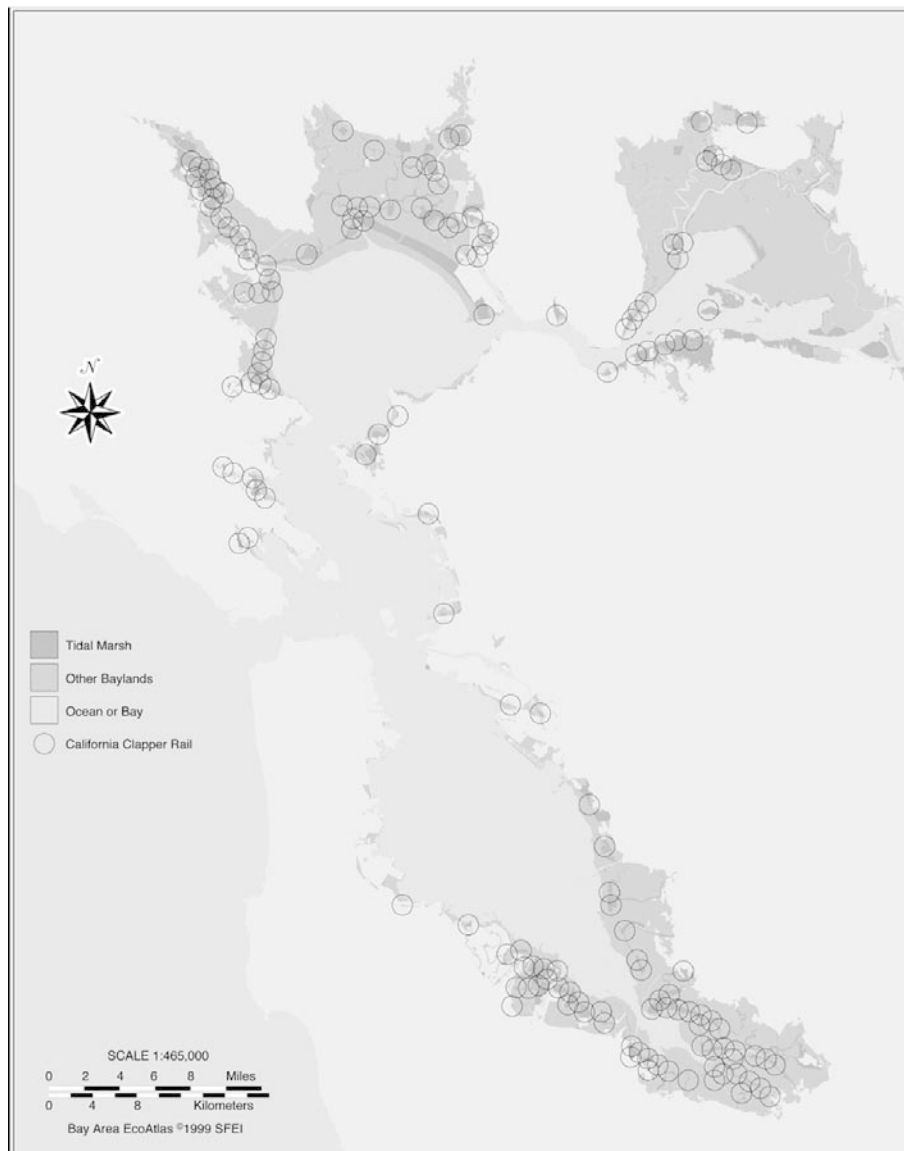 N
Tidal Marsh
Other Baylands
Ocean or Bay
California Clapper Rail
SCALE 1:465,000
0 2 4 6 8 Miles
0 4 8 Kilometers
Bay Area EcoAtlas ©1999 SFEI